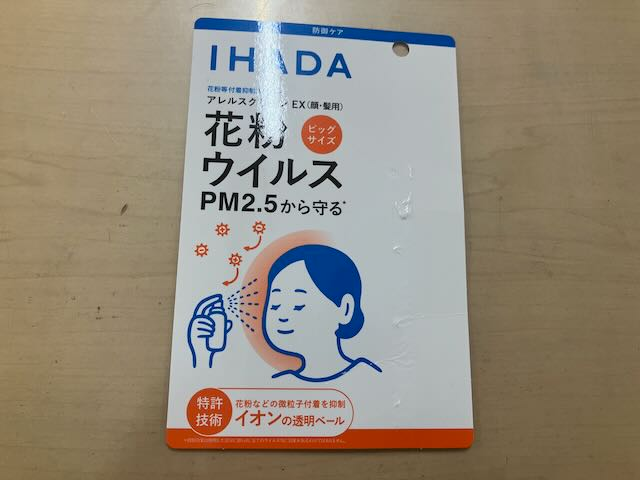 防御ケア
IHADA
花粉等付着抑制
アレルスク ン EX(顔・髪用)
花粉
ビッグ
サイズ
ウイルス
PM2.5から守る*
特許
技術
花粉などの微粒子付着を抑制
イオンの透明ベール